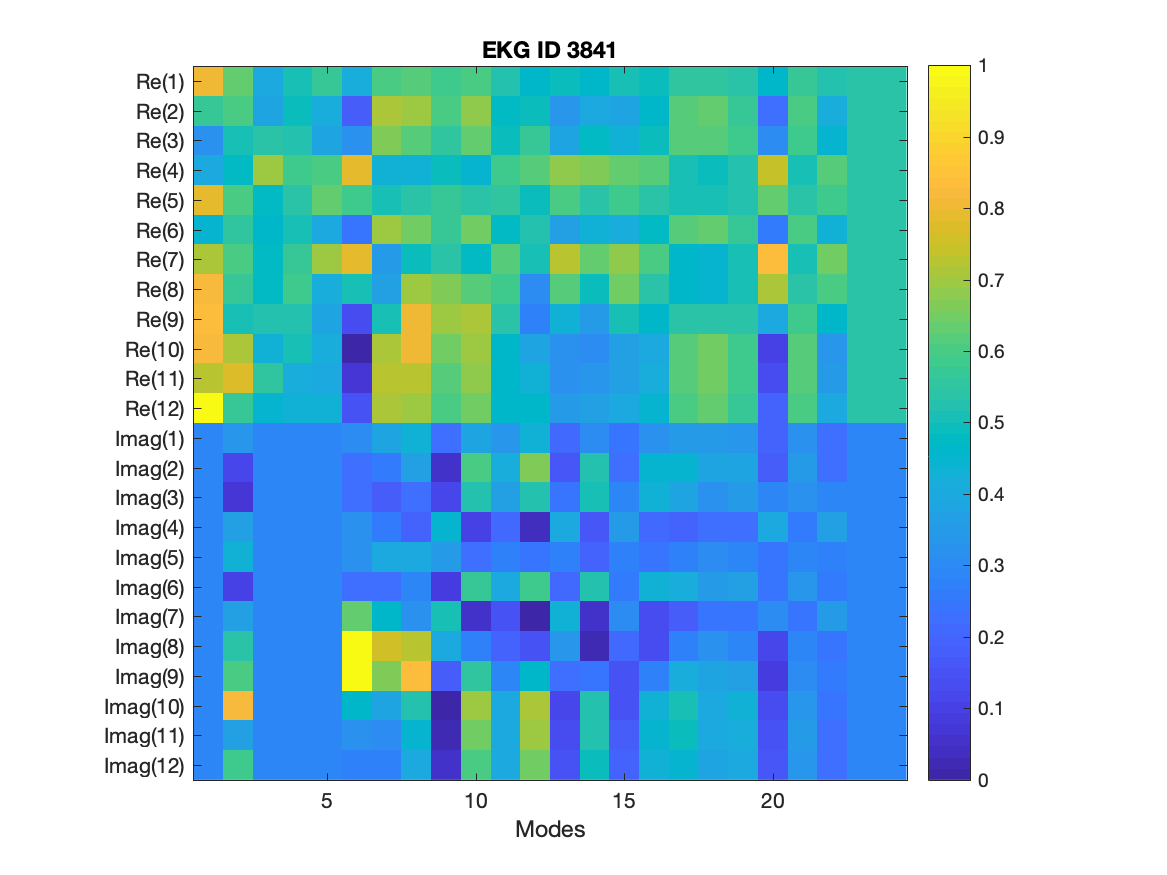 EKG ID 3841
Re(1)
Re(2)
Re(3)
Re(4)
Re(5)
Re(6)
Re(7)
Re(8)
Re(9)
Re(10)
Re(11)
Re(12)
Imag(1)
Imag(2)
Imag(3)
Imag(4)
Imag(5)
Imag(6)
Imag(7)
Imag(8)
Imag(9)
Imag(10)
Imag(11)
Imag(12)
5 10 15 20
Modes
1
0.9
0.8
0.7
0.6
0.5
0.4
0.3
0.2
0.1
0